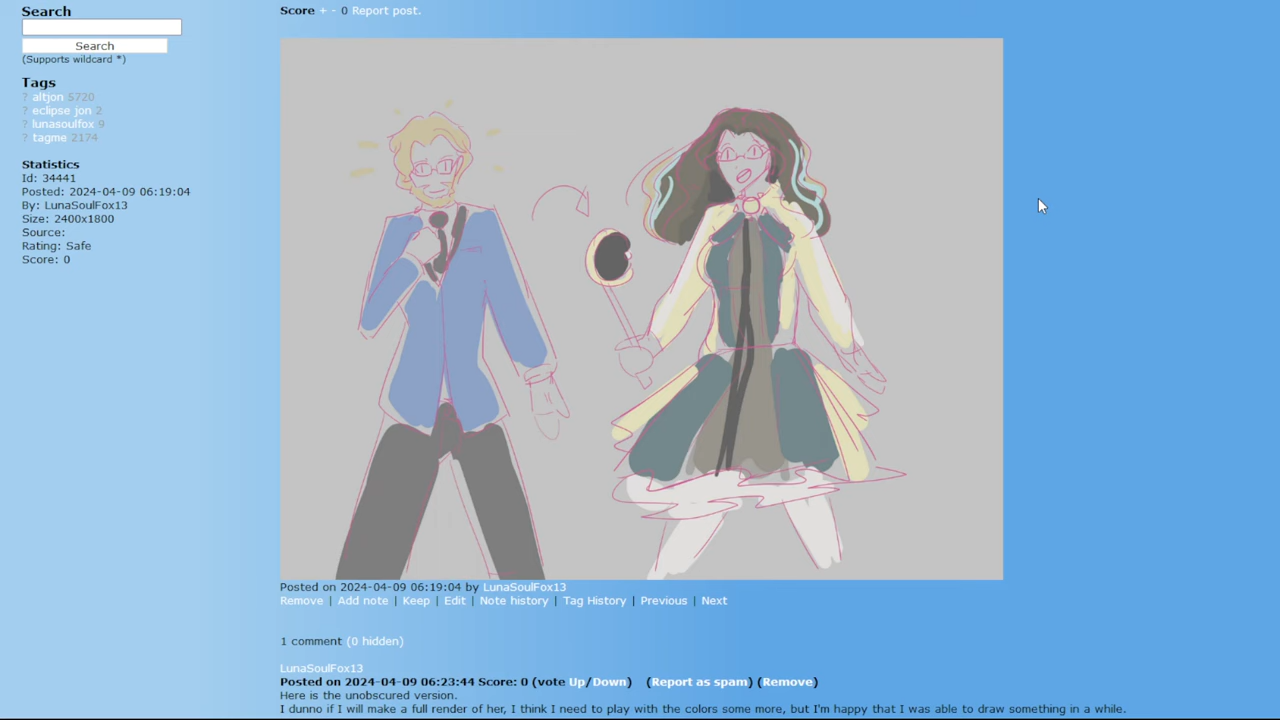 Search
Search
(Supports wildcard *)
Tags
? altjon 5720
? eclipse jon 2
? lunasoulfox 9
? tagme 2174
Statistics
Id: 34441
Posted: 2024-04-09 06:19:04
By: LunaSoulFox13
Size: 2400x1800
Source:
Rating: Safe
Score: 0
Score + - 0 Report post.
Posted on 2024-04-09 06:19:04 by LunaSoulFox13
Remove | Add note | Keep | Edit | Note history | Tag History | Previous | Next
1 comment (0 hidden)
LunaSoulFox13
Posted on 2024-04-09 06:23:44 Score: 0 (vote Up/Down) (Report as spam) (Remove)
Here is the unobscured version.
I dunno if I will make a full render of her, I think I need to play with the colors some more, but I'm happy that I was able to draw something in a while.